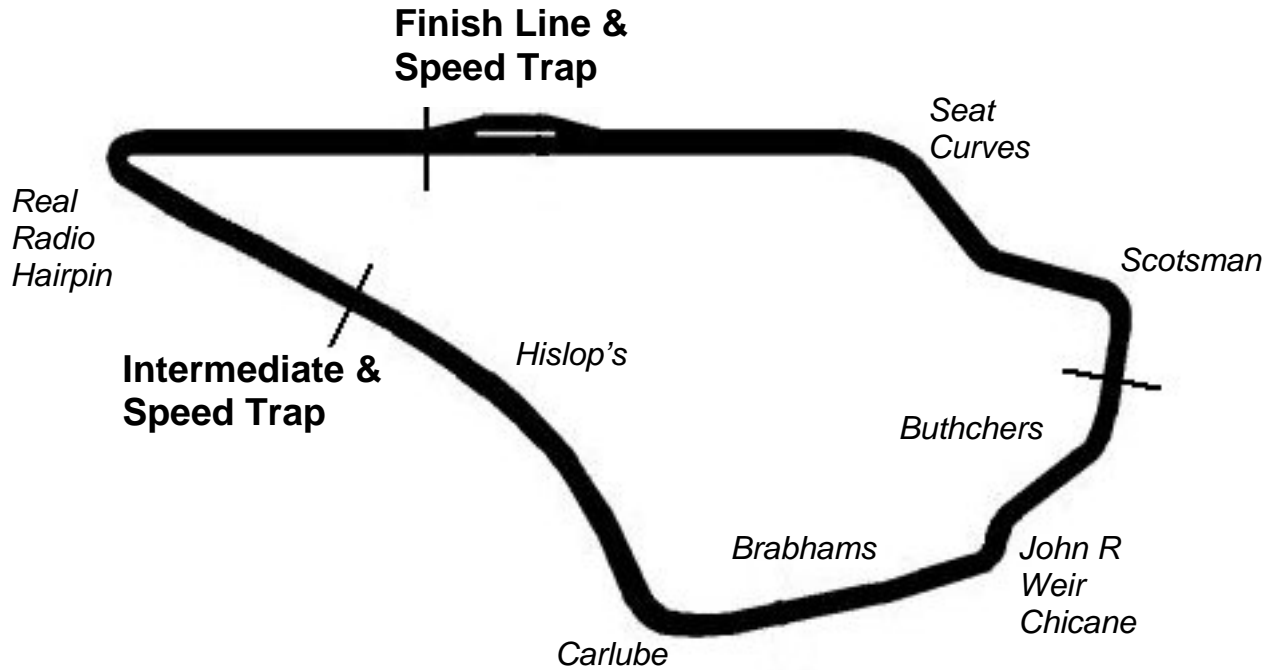 Finish Line &
Speed Trap
Seat
Curves
Real
Radio
Hairpin
Scotsman
Hislop's
Intermediate &
Speed Trap
Buthchers
Brabhams
John R
Weir
Chicane
Carlube